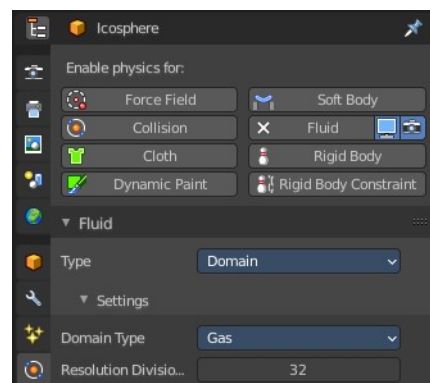 Icosphere
Enable physics for:
Force Field
Soft Body
Collision
Fluid
Cloth
Rigid Body
Dynamic Paint
Rigid Body Constraint
Fluid
Type
Domain
Settings
Domain Type
Gas
Resolution Divisio...
32